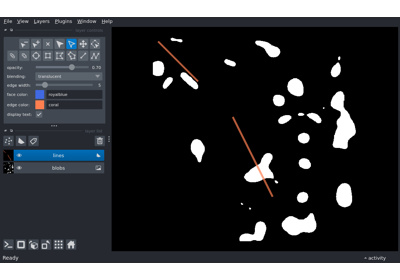 File View Layers Plugins Window Help
opacity: 0.70
blending: translucent
edge width: 5
face color: royalblue
edge color: coral
display text: ✓
lines
blobs
Ready
activity